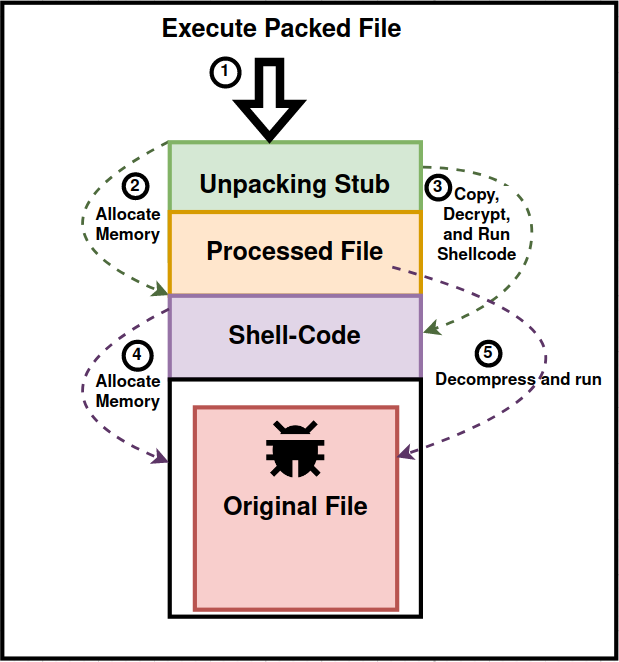 Execute Packed File
1
Unpacking Stub
2
Allocate
Memory
3
Copy,
Decrypt,
and Run
Shellcode
Processed File
Shell-Code
4
Allocate
Memory
5
Decompress and run
Original File